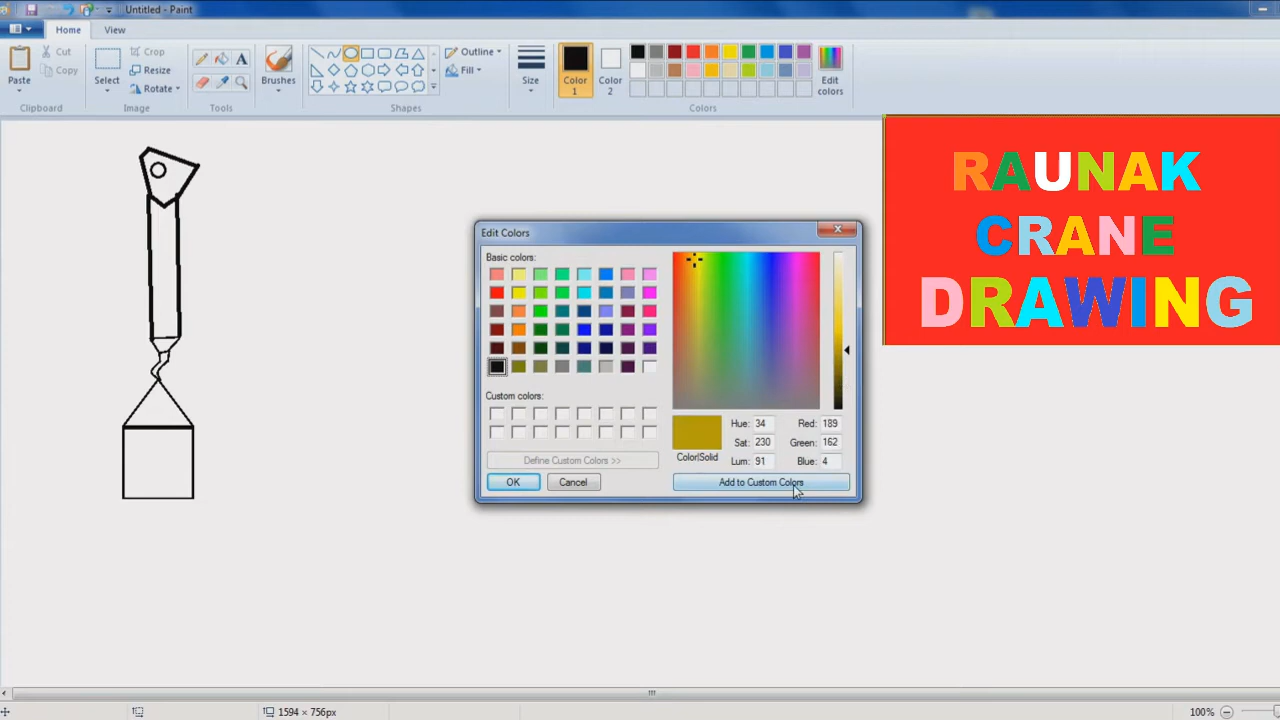 Untitled - Paint
Home View
Paste
Cut
Copy
Clipboard
Select
Crop
Resize
Rotate
Image
A
Tools
Brushes
Outline
Fill
Shapes
Size
Color 1
Color 2
Edit colors
Colors
RAUNAK
CRANE
DRAWING
Edit Colors
Basic colors:
Custom colors:
Define Custom Colors >>
OK Cancel
Color|Solid
Hue: 34 Red: 189
Sat: 230 Green: 162
Lum: 91 Blue: 4
Add to Custom Colors
1594 × 756px 100%